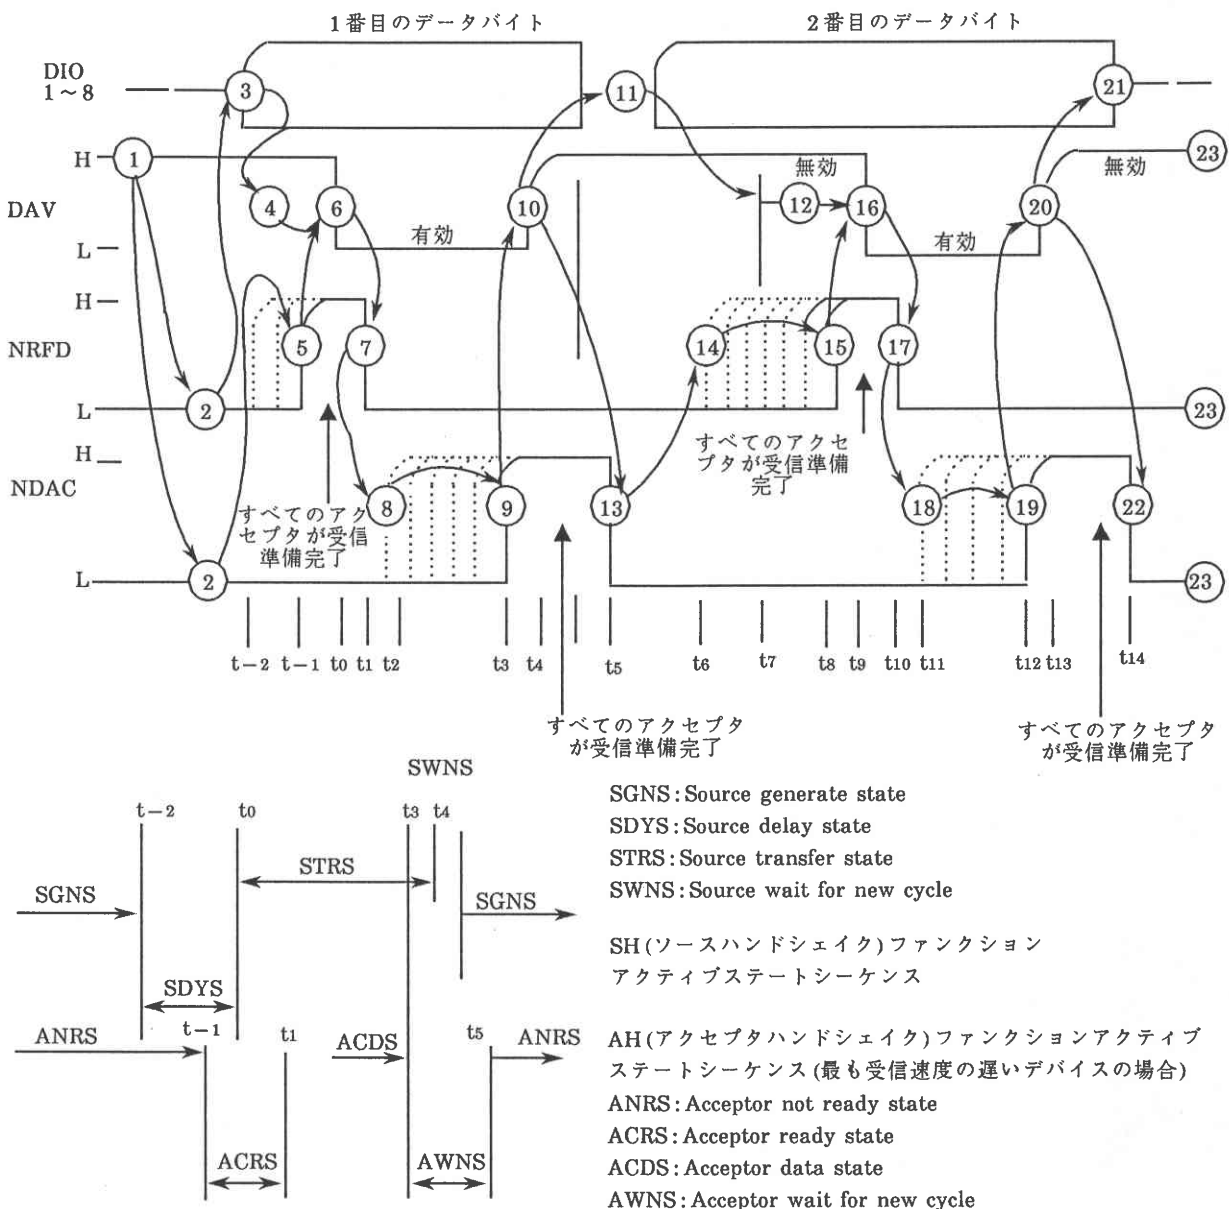 1番目のデータバイト
2番目のデータバイト
DIO
1～8
3
11
21
H
1
23
DAV
4
6
10
無効
12
16
20
無効
L
有効
有効
H
NRFD
5
7
14
15
17
L
2
23
H
すべてのアクセ
プタが受信準備
完了
NDAC
8
9
13
18
19
22
すべてのアク
セプタが受信
準備完了
L
2
23
t−2
t−1
t0
t1
t2
t3
t4
t5
t6
t7
t8
t9
t10
t11
t12
t13
t14
すべてのアクセプタ
が受信準備完了
すべてのアクセプタ
が受信準備完了
SWNS
t−2
t0
t3
t4
STRS
SGNS
SGNS
SDYS
t−1
t1
t5
ANRS
ACDS
ANRS
ACRS
AWNS
SGNS:Source generate state
SDYS:Source delay state
STRS:Source transfer state
SWNS:Source wait for new cycle
SH(ソースハンドシェイク)ファンクション
アクティブステートシーケンス
AH(アクセプタハンドシェイク)ファンクションアクティブ
ステートシーケンス(最も受信速度の遅いデバイスの場合)
ANRS:Acceptor not ready state
ACRS:Acceptor ready state
ACDS:Acceptor data state
AWNS:Acceptor wait for new cycle